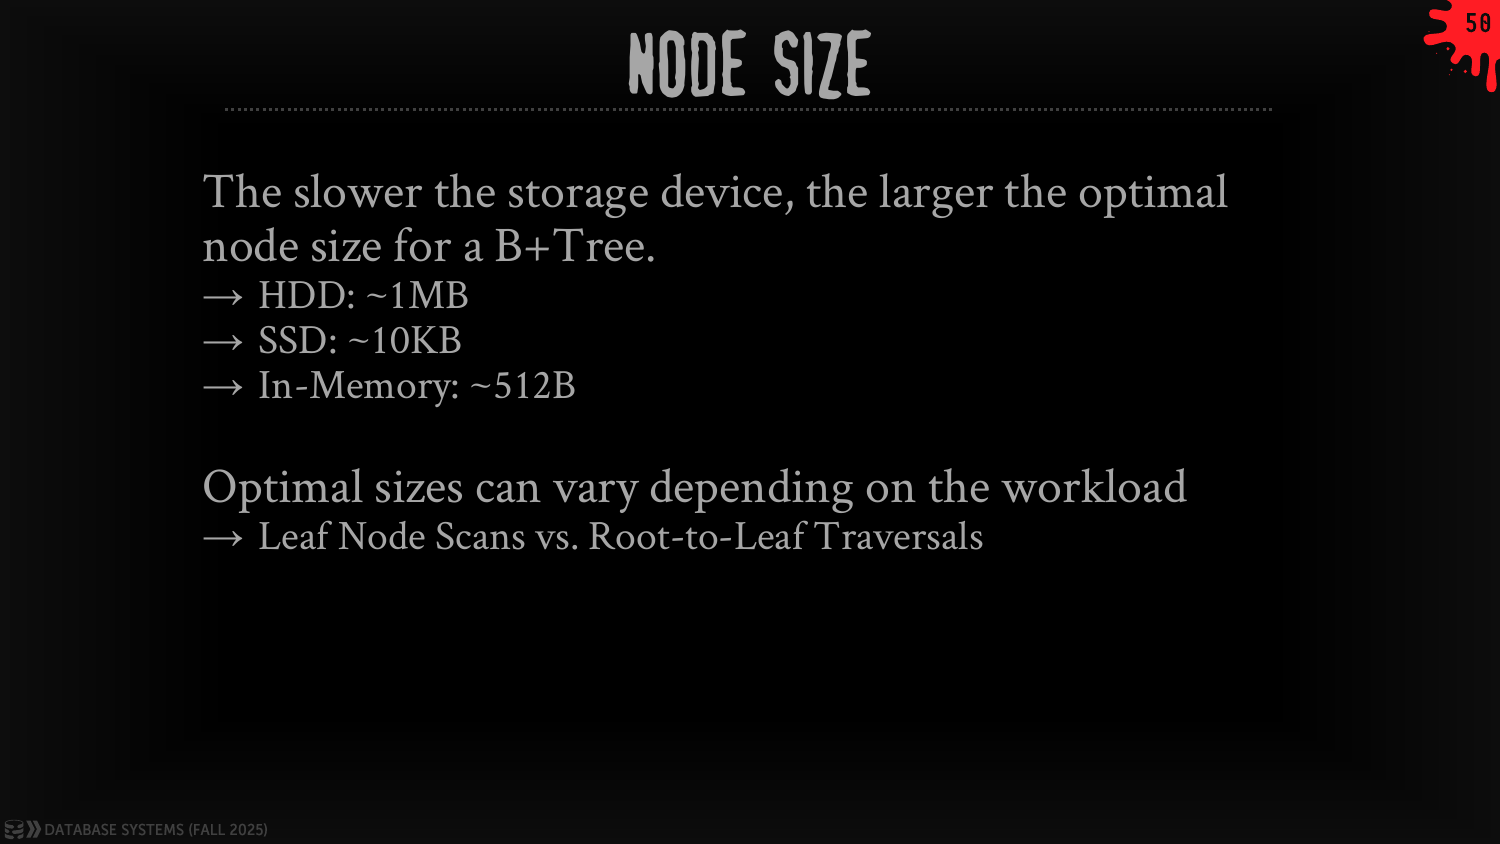 NODE SIZE
50
The slower the storage device, the larger the optimal
node size for a B+Tree.
→ HDD: ~1MB
→ SSD: ~10KB
→ In-Memory: ~512B
Optimal sizes can vary depending on the workload
→ Leaf Node Scans vs. Root-to-Leaf Traversals
DATABASE SYSTEMS (FALL 2025)